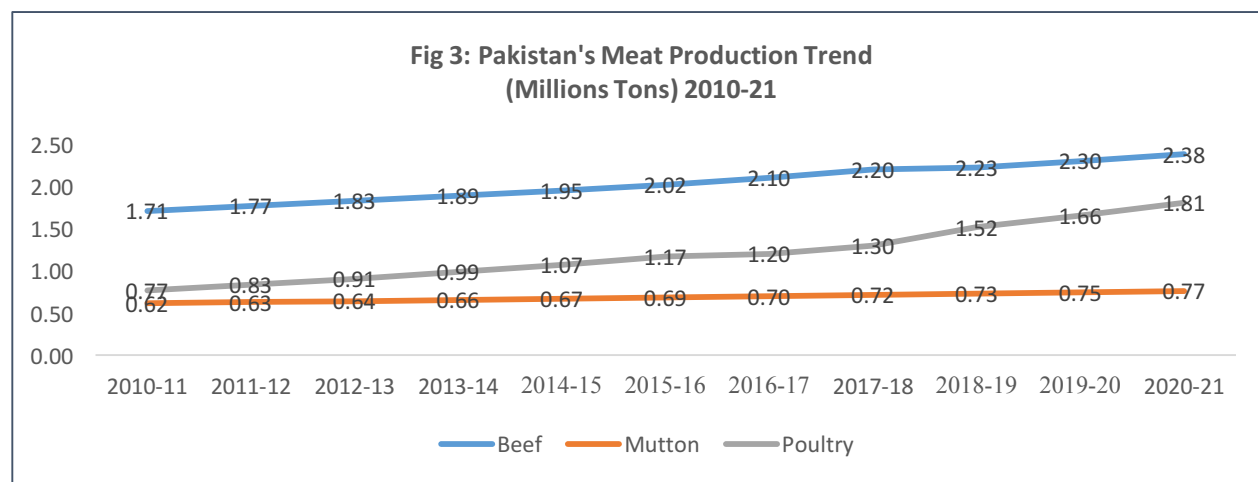 Fig 3: Pakistan's Meat Production Trend
(Millions Tons) 2010-21
2.50
2.00
1.50
1.00
0.50
0.00
1.71 1.77 1.83 1.89 1.95 2.02 2.10 2.20 2.23 2.30 2.38
0.77 0.83 0.91 0.99 1.07 1.17 1.20 1.30 1.52 1.66 1.81
0.62 0.63 0.64 0.66 0.67 0.69 0.70 0.72 0.73 0.75 0.77
2010-11 2011-12 2012-13 2013-14 2014-15 2015-16 2016-17 2017-18 2018-19 2019-20 2020-21
Beef Mutton Poultry